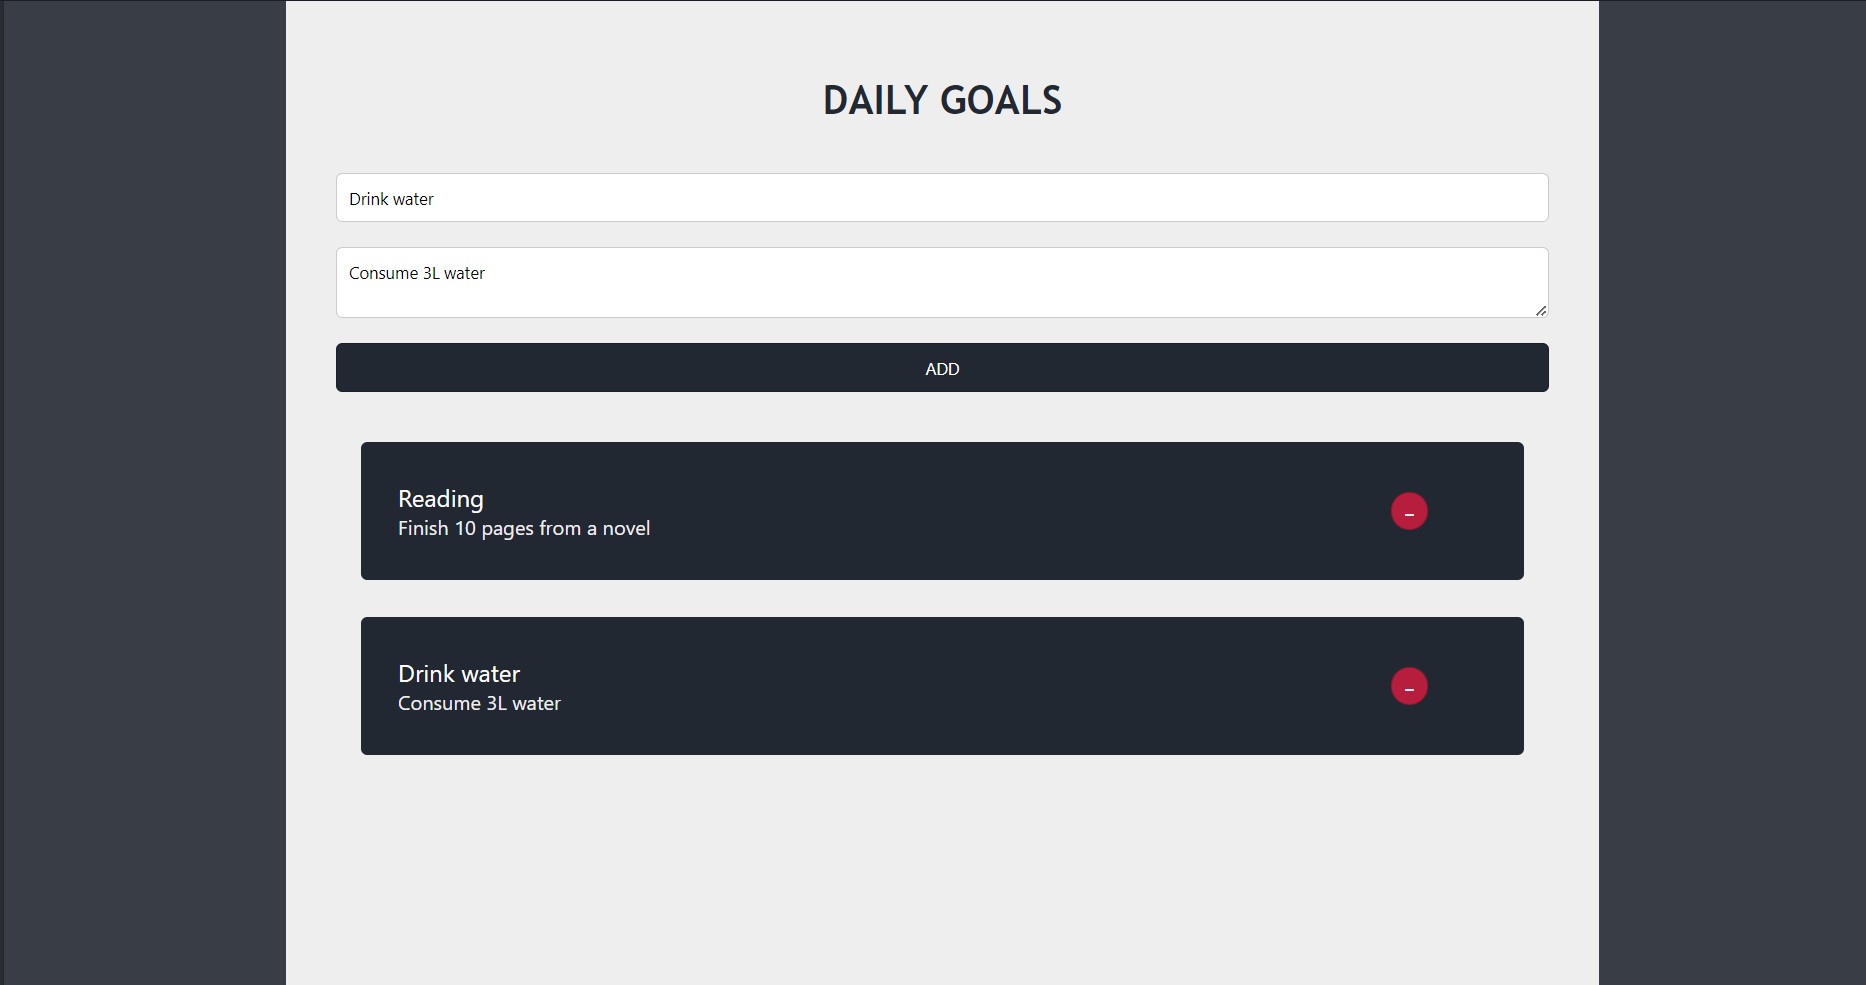 DAILY GOALS
Drink water
Consume 3L water
ADD
Reading
Finish 10 pages from a novel
-
Drink water
Consume 3L water
-